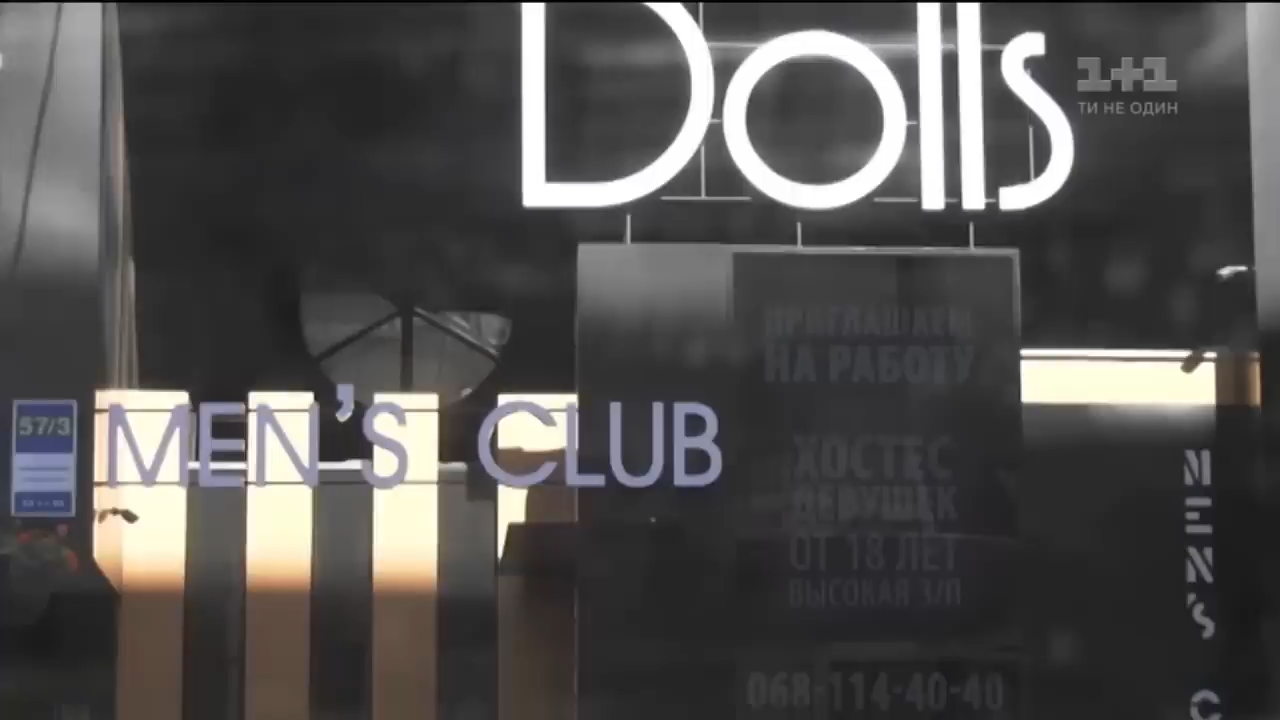 Dolls
1+1
ТИ НЕ ОДИН
ПРИГЛАШАЕМ
НА РАБОТУ
57/3
MEN'S CLUB
ХОСТЕС
ДЕВУШЕК
ОТ 18 ЛЕТ
ВЫСОКАЯ З/П
068-114-40-40
MEN'S C